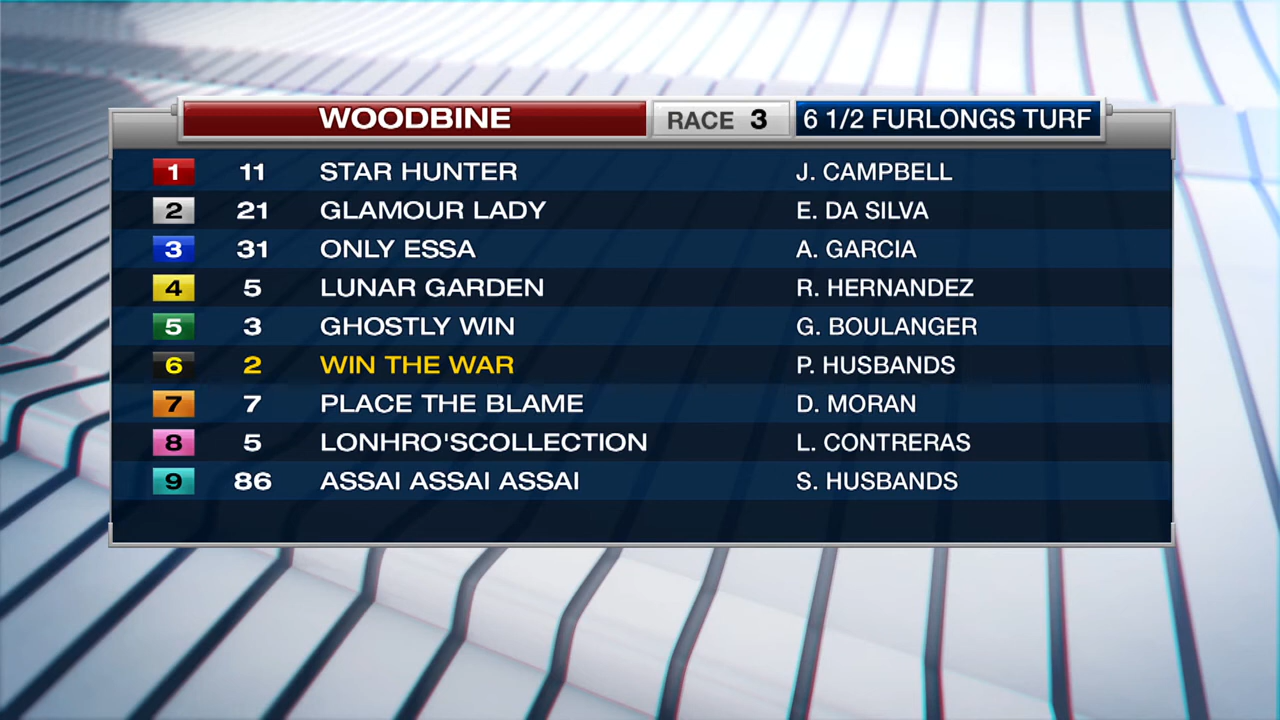 WOODBINE RACE 3 6 1/2 FURLONGS TURF
1 11 STAR HUNTER J. CAMPBELL
2 21 GLAMOUR LADY E. DA SILVA
3 31 ONLY ESSA A. GARCIA
4 5 LUNAR GARDEN R. HERNANDEZ
5 3 GHOSTLY WIN G. BOULANGER
6 2 WIN THE WAR P. HUSBANDS
7 7 PLACE THE BLAME D. MORAN
8 5 LONHRO'SCOLLECTION L. CONTRERAS
9 86 ASSAI ASSAI ASSAI S. HUSBANDS